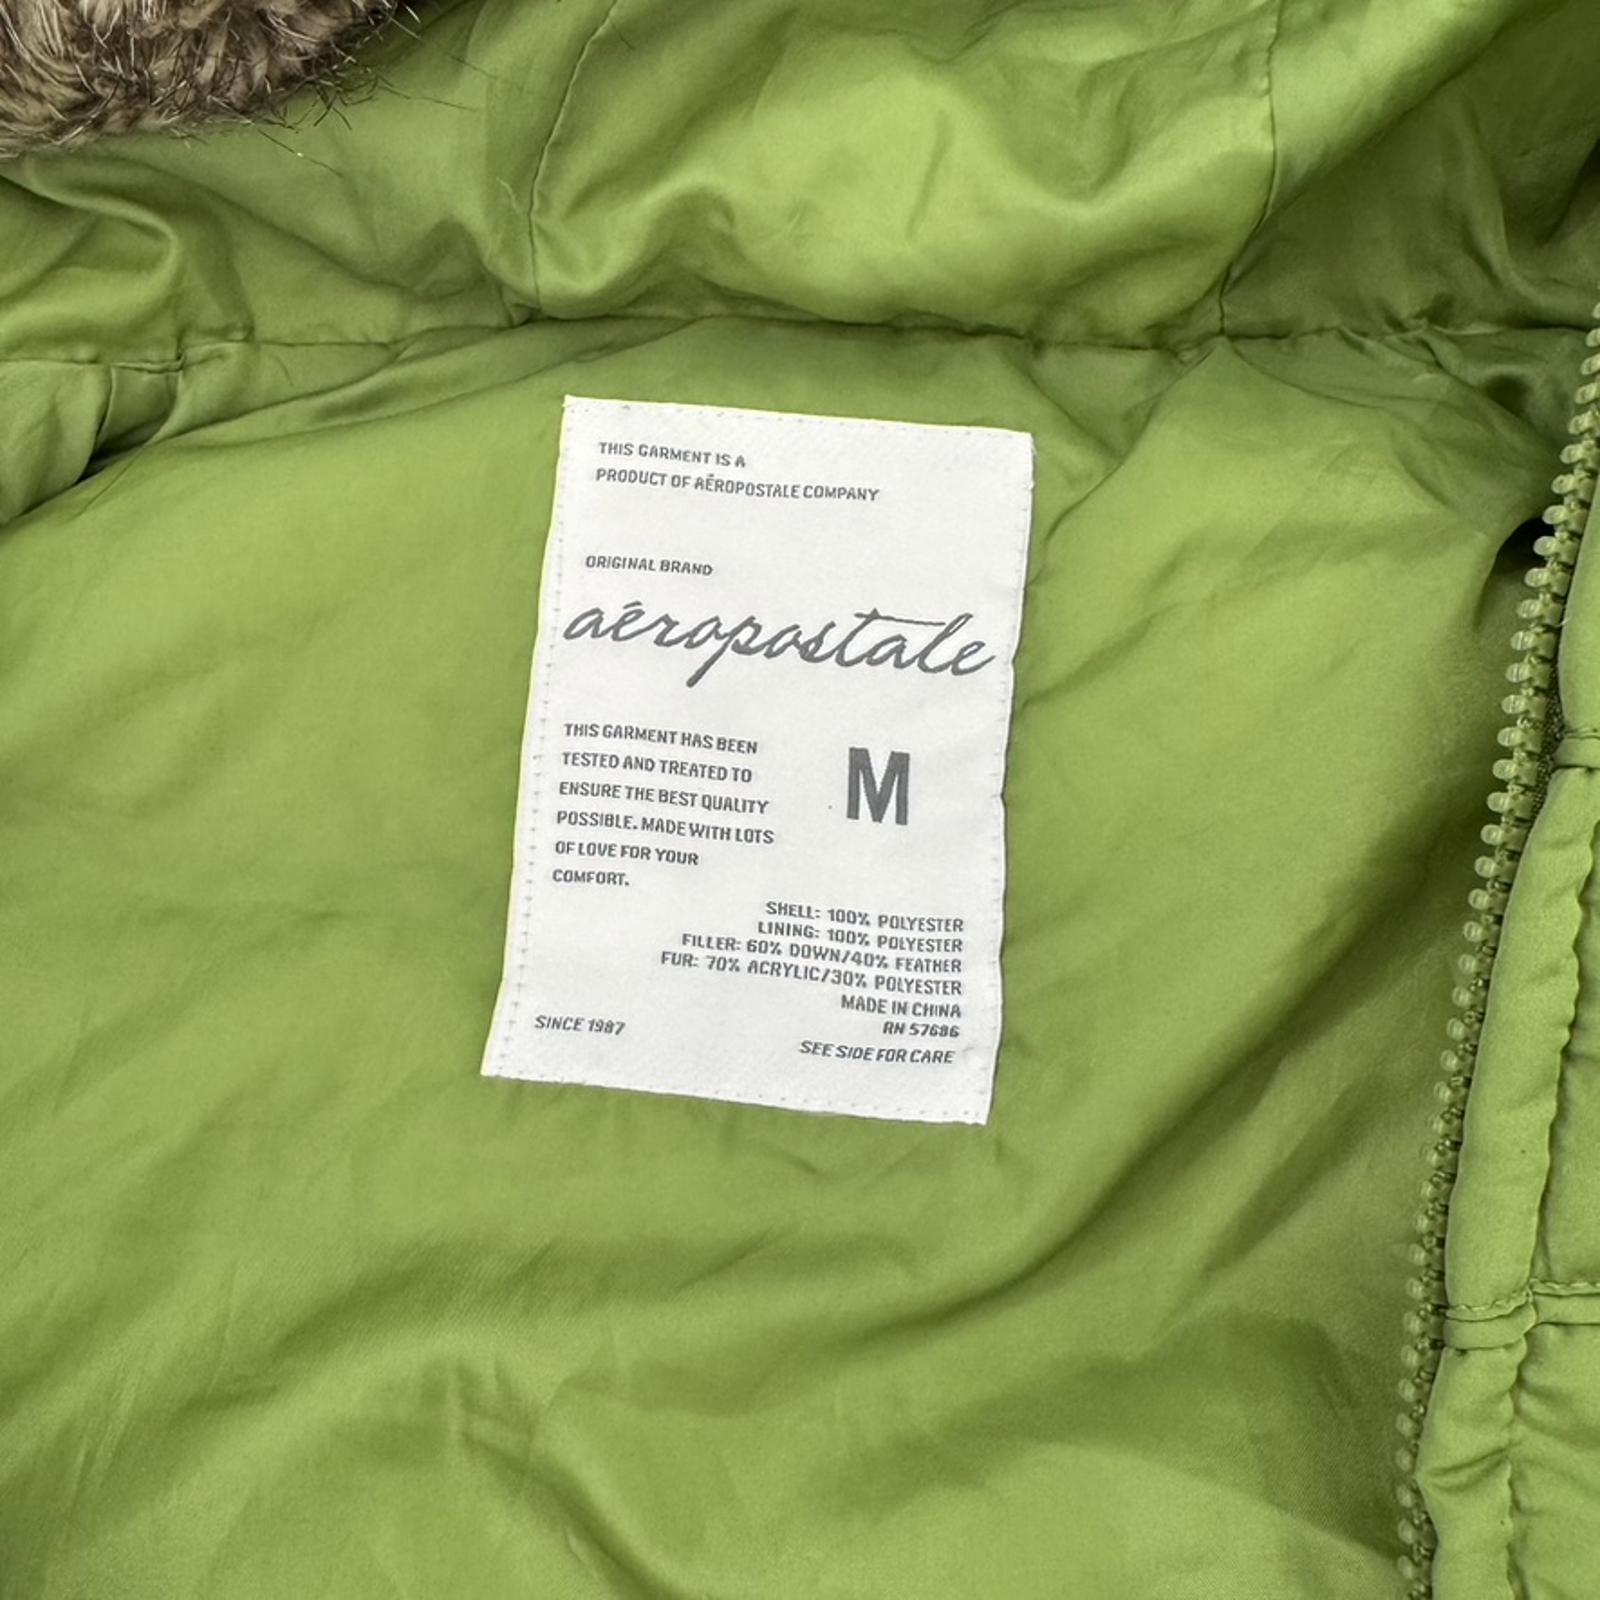 THIS GARMENT IS A
PRODUCT OF AÉROPOSTALE COMPANY
ORIGINAL BRAND
aéropostale
THIS GARMENT HAS BEEN
TESTED AND TREATED TO
ENSURE THE BEST QUALITY
POSSIBLE. MADE WITH LOTS
OF LOVE FOR YOUR
COMFORT.
M
SHELL: 100% POLYESTER
LINING: 100% POLYESTER
FILLER: 60% DOWN/40% FEATHER
FUR: 70% ACRYLIC/30% POLYESTER
MADE IN CHINA
RN 57686
SEE SIDE FOR CARE
SINCE 1987